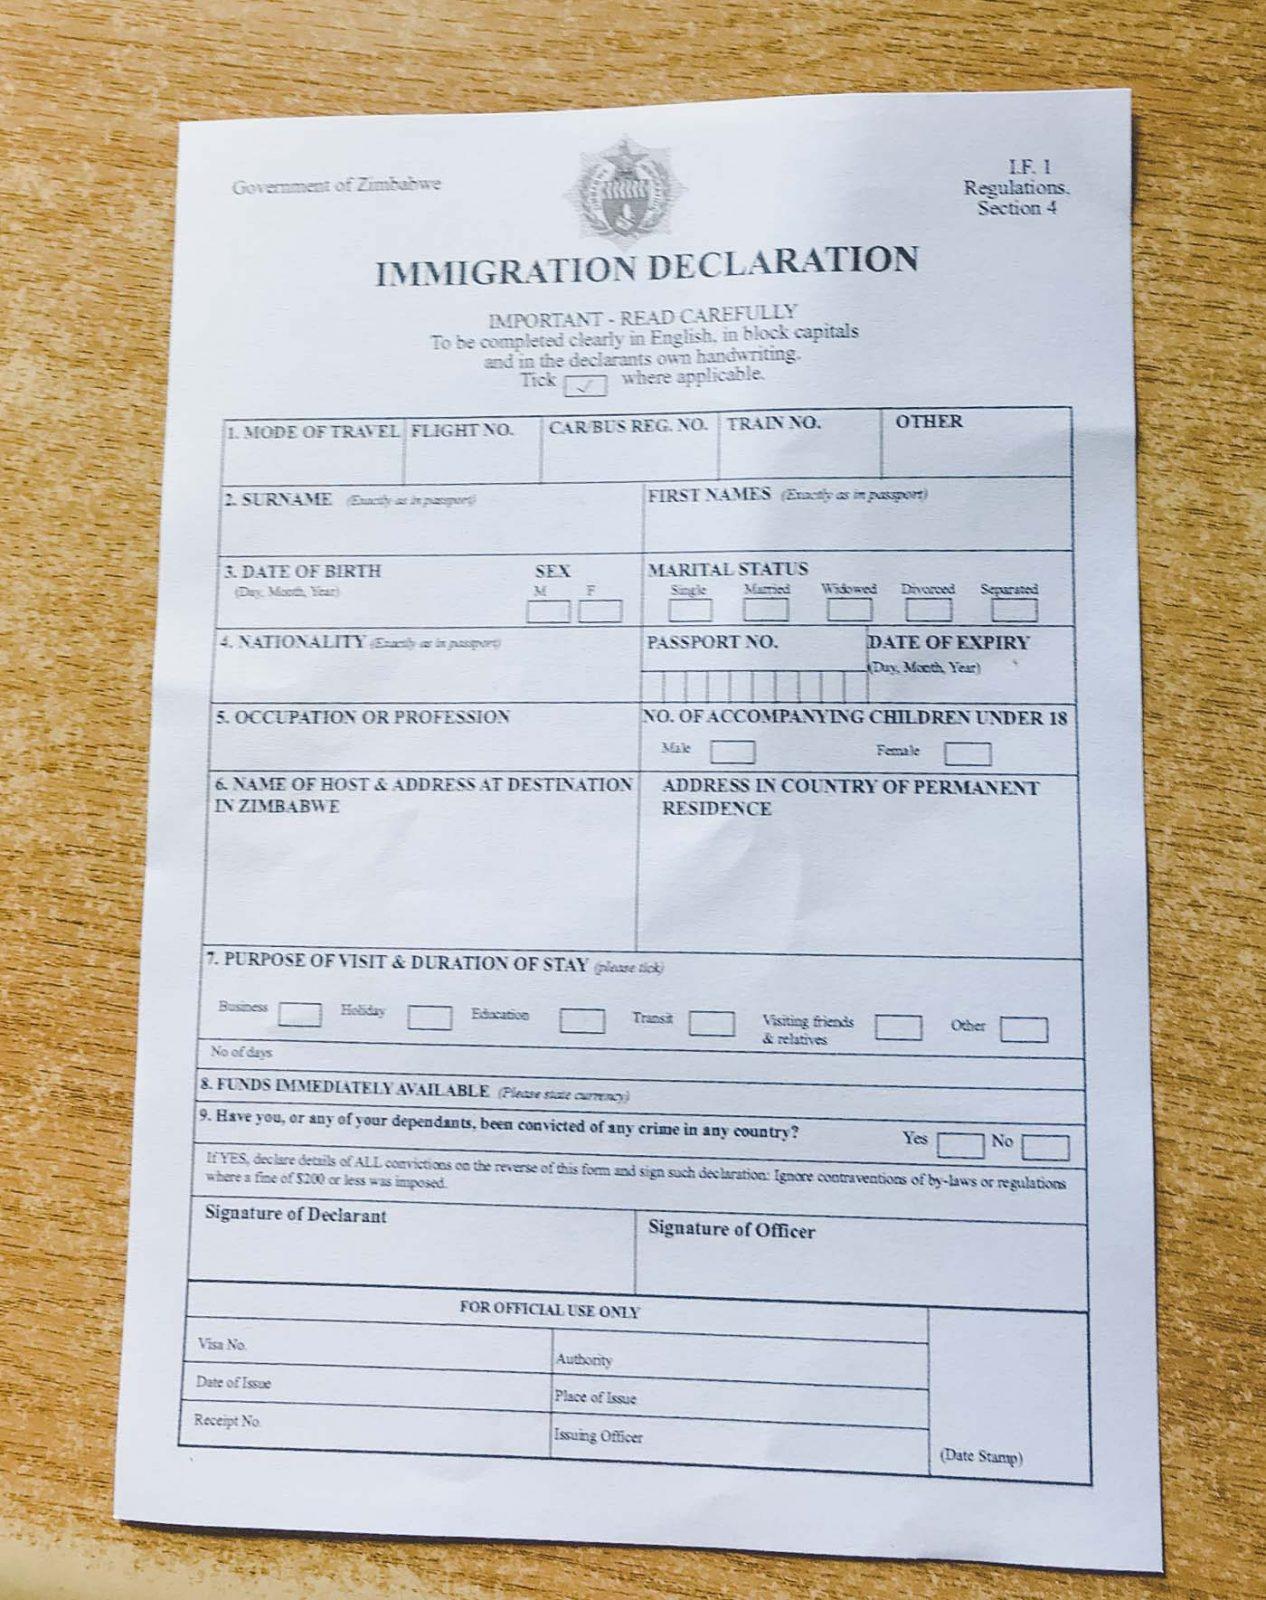 Government of Zimbabwe
I.F. 1
Regulations.
Section 4
IMMIGRATION DECLARATION
IMPORTANT - READ CAREFULLY
To be completed clearly in English, in block capitals
and in the declarants own handwriting.
Tick ✓ where applicable.
1. MODE OF TRAVEL FLIGHT NO. CAR/BUS REG. NO. TRAIN NO. OTHER
2. SURNAME (Exactly as in passport) FIRST NAMES (Exactly as in passport)
3. DATE OF BIRTH SEX MARITAL STATUS
(Day, Month, Year) M F Single Married Widowed Divorced Separated
4. NATIONALITY (Exactly as in passport) PASSPORT NO. DATE OF EXPIRY
(Day, Month, Year)
5. OCCUPATION OR PROFESSION NO. OF ACCOMPANYING CHILDREN UNDER 18
Male Female
6. NAME OF HOST & ADDRESS AT DESTINATION
IN ZIMBABWE
ADDRESS IN COUNTRY OF PERMANENT
RESIDENCE
7. PURPOSE OF VISIT & DURATION OF STAY (please tick)
Business Holiday Education Transit Visiting friends
& relatives Other
No of days
8. FUNDS IMMEDIATELY AVAILABLE (Please state currency)
9. Have you, or any of your dependants, been convicted of any crime in any country? Yes No
If YES, declare details of ALL convictions on the reverse of this form and sign such declaration: Ignore contraventions of by-laws or regulations
where a fine of $200 or less was imposed.
Signature of Declarant Signature of Officer
FOR OFFICIAL USE ONLY
Visa No. Authority
Date of Issue Place of Issue
Receipt No. Issuing Officer
(Date Stamp)